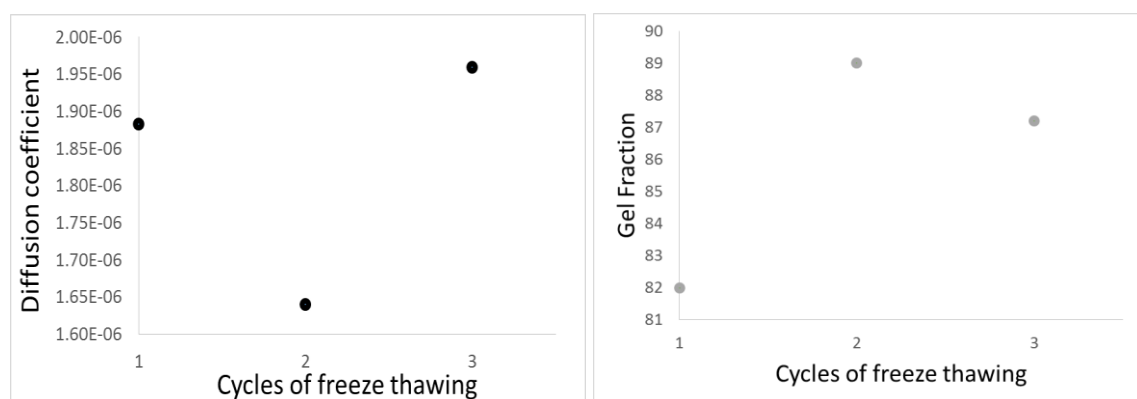 Diffusion coefficient
2.00E-06
1.95E-06
1.90E-06
1.85E-06
1.80E-06
1.75E-06
1.70E-06
1.65E-06
1.60E-06
1 2 3
Cycles of freeze thawing
Gel Fraction
90
89
88
87
86
85
84
83
82
81
1 2 3
Cycles of freeze thawing